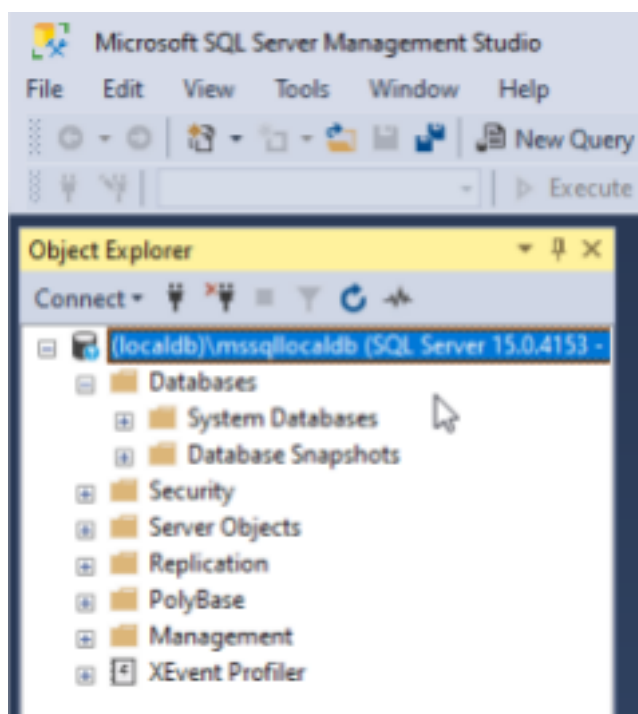 Microsoft SQL Server Management Studio
File Edit View Tools Window Help
New Query
Execute
Object Explorer
Connect
(localdb)\mssqllocaldb (SQL Server 15.0.4153 -
Databases
System Databases
Database Snapshots
Security
Server Objects
Replication
PolyBase
Management
XEvent Profiler